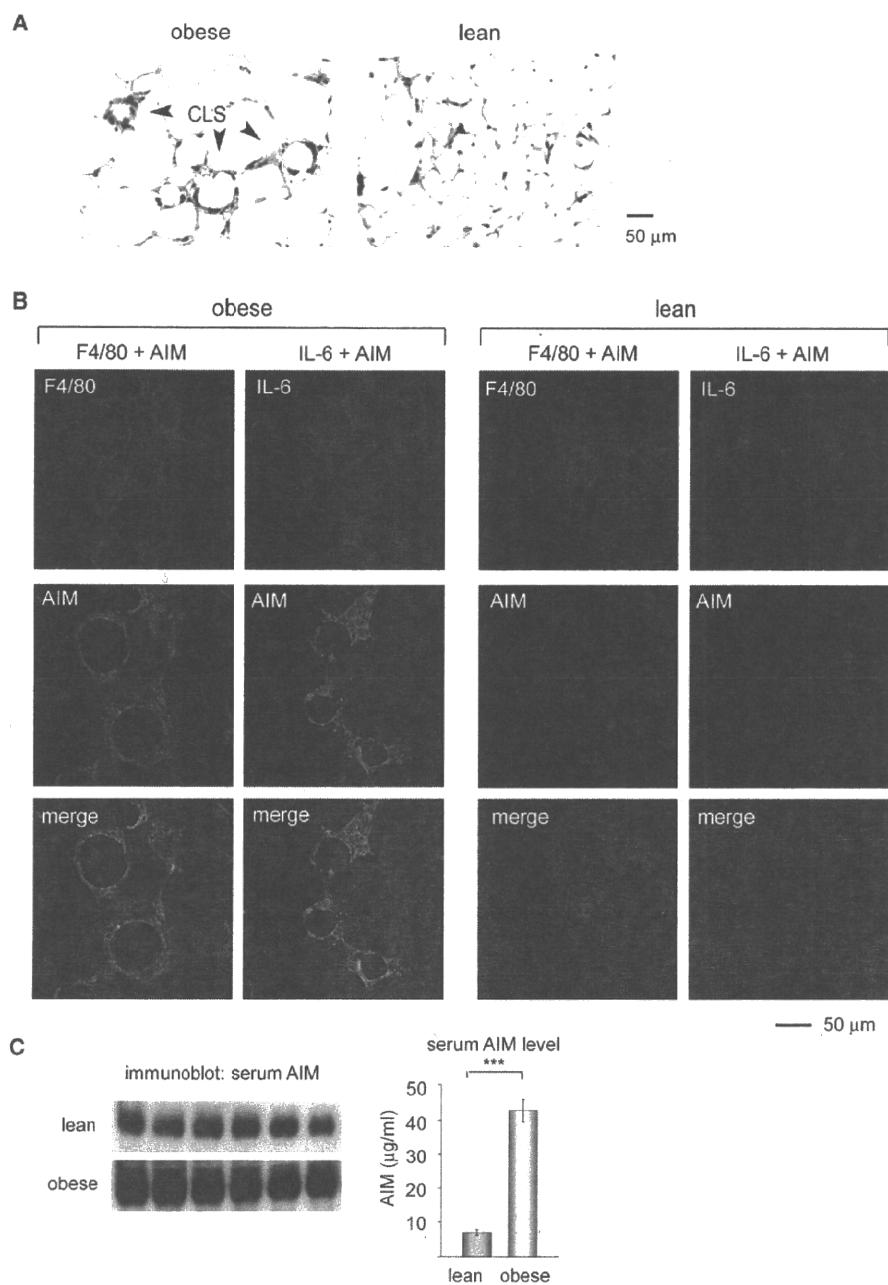 A
obese
lean
CLS
50 µm
B
obese
lean
F4/80 + AIM
IL-6 + AIM
F4/80 + AIM
IL-6 + AIM
F4/80
IL-6
F4/80
IL-6
AIM
AIM
AIM
AIM
merge
merge
merge
merge
50 µm
C
immunoblot: serum AIM
lean
obese
serum AIM level
***
AIM (µg/ml)
50
40
30
20
10
lean
obese